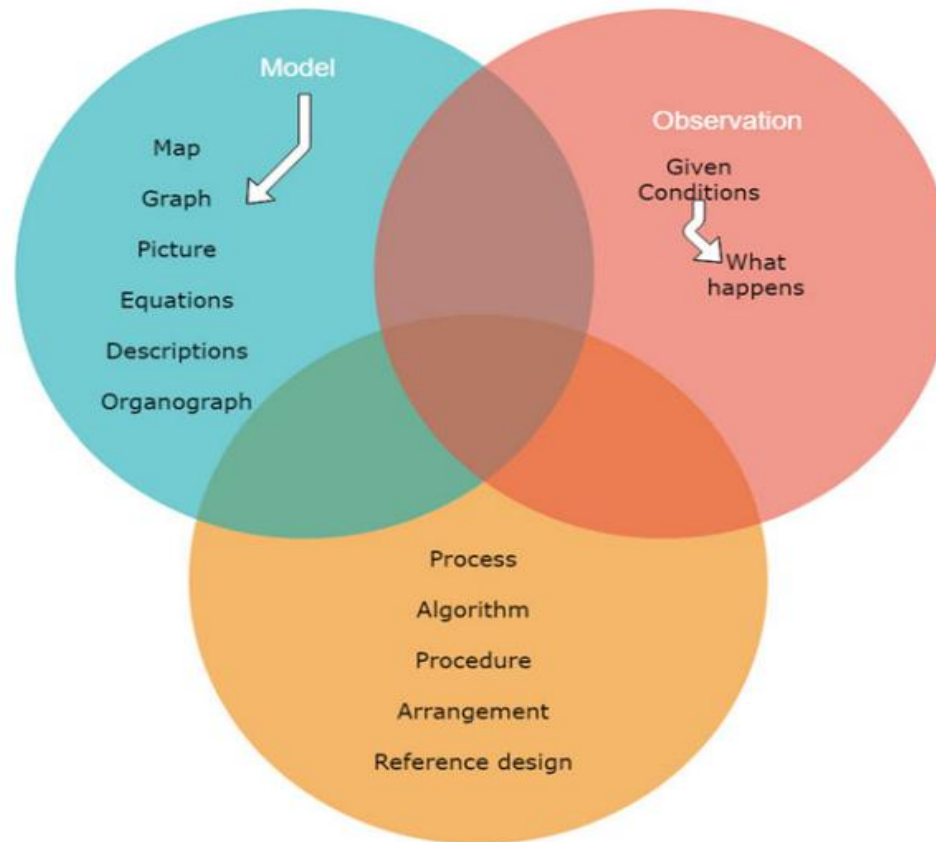 Model
Map
Graph
Picture
Equations
Descriptions
Organograph
Observation
Given
Conditions
What
happens
Process
Algorithm
Procedure
Arrangement
Reference design